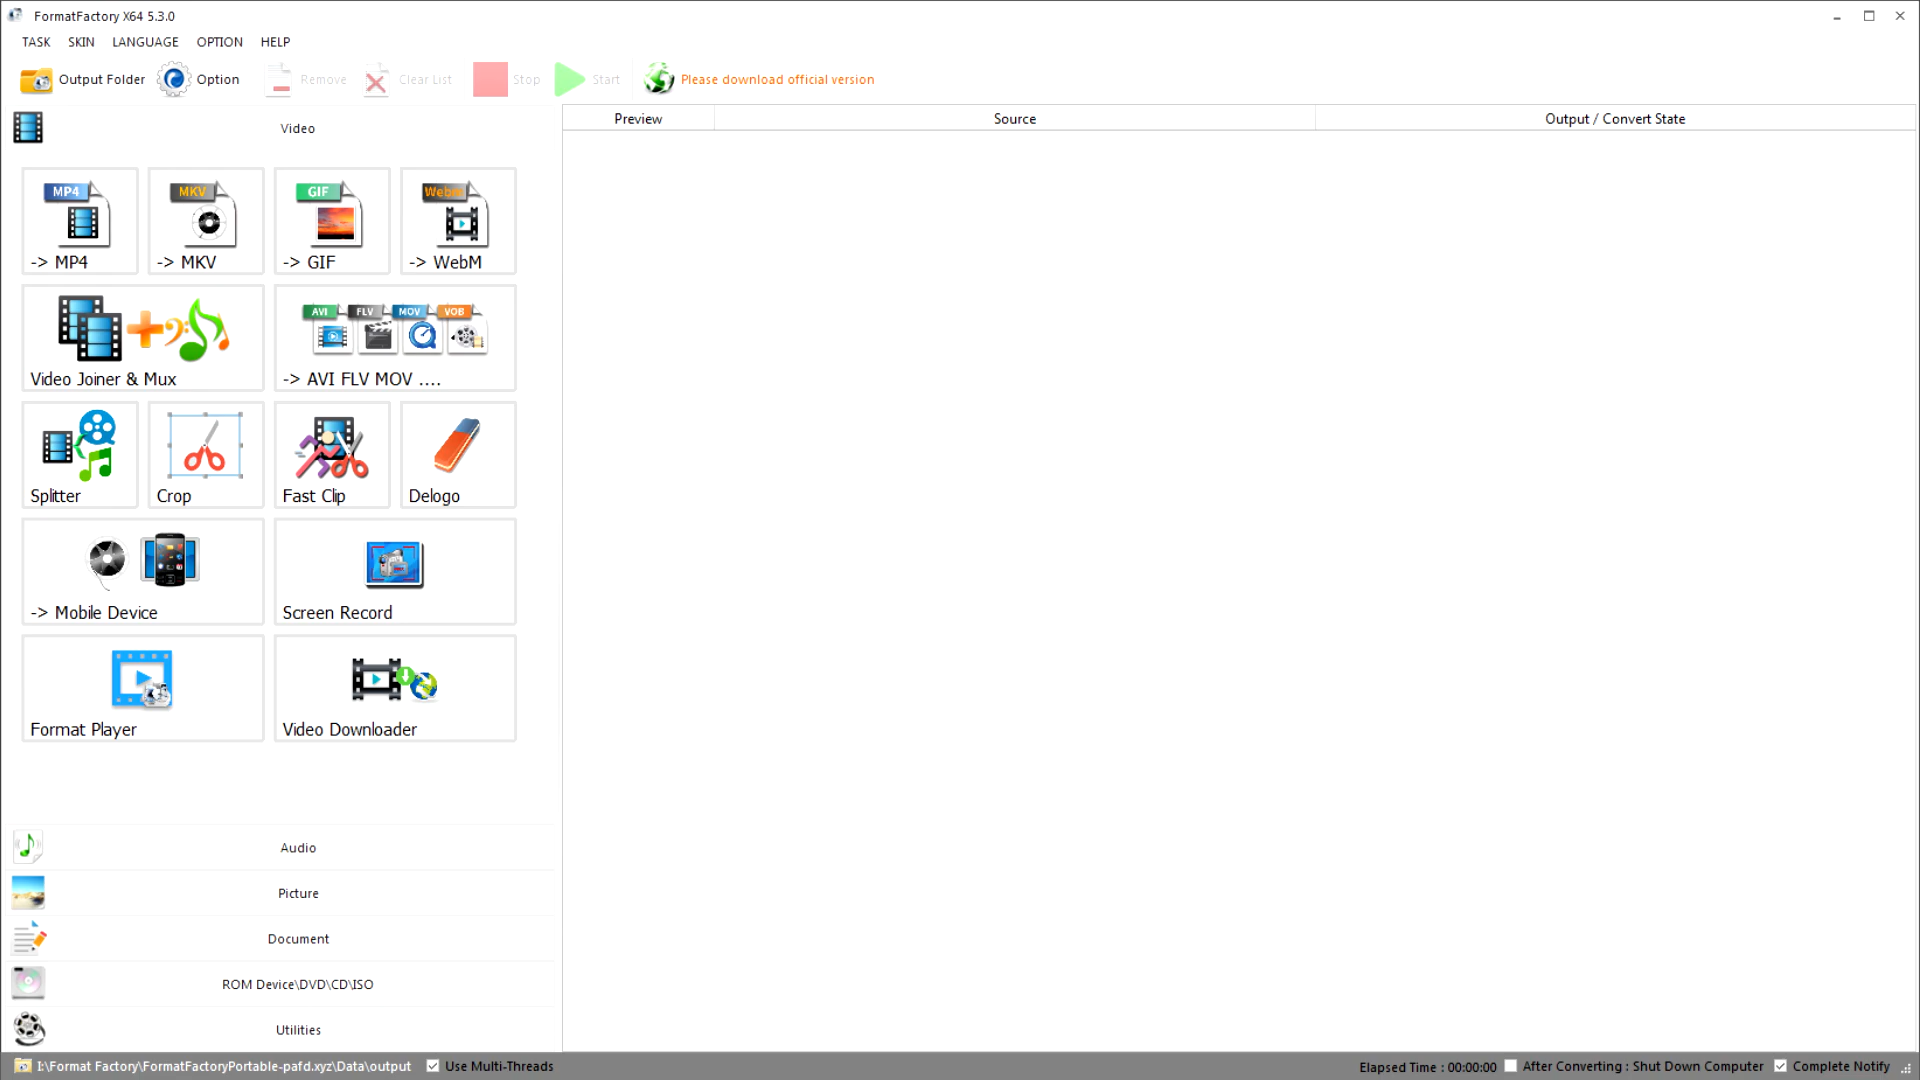 FormatFactory X64 5.3.0
TASK SKIN LANGUAGE OPTION HELP
Output Folder Option Remove Clear List Stop Start Please download official version
Video
Preview Source Output / Convert State
MP4 MKV GIF WebM
-> MP4 -> MKV -> GIF -> WebM
AVI FLV MOV VOB
Video Joiner & Mux -> AVI FLV MOV ....
Splitter Crop Fast Clip Delogo
-> Mobile Device Screen Record
Format Player Video Downloader
Audio
Picture
Document
ROM Device\DVD\CD\ISO
Utilities
I:\Format Factory\FormatFactoryPortable-pafd.xyz\Data\output Use Multi-Threads Elapsed Time : 00:00:00 After Converting : Shut Down Computer Complete Notify